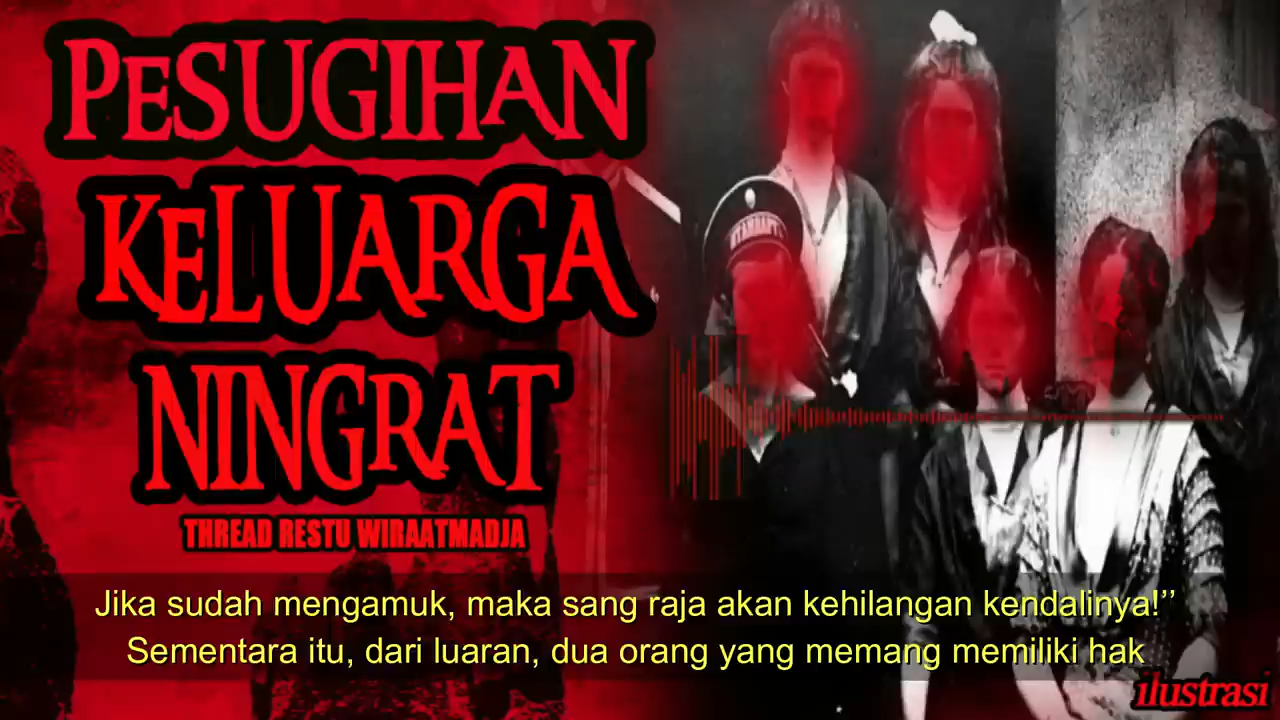 PESUGIHAN
KELUARGA
NINGRAT
THREAD RESTU WIRAATMADJA
Jika sudah mengamuk, maka sang raja akan kehilangan kendalinya!’’
Sementara itu, dari luaran, dua orang yang memang memiliki hak
ilustrasi